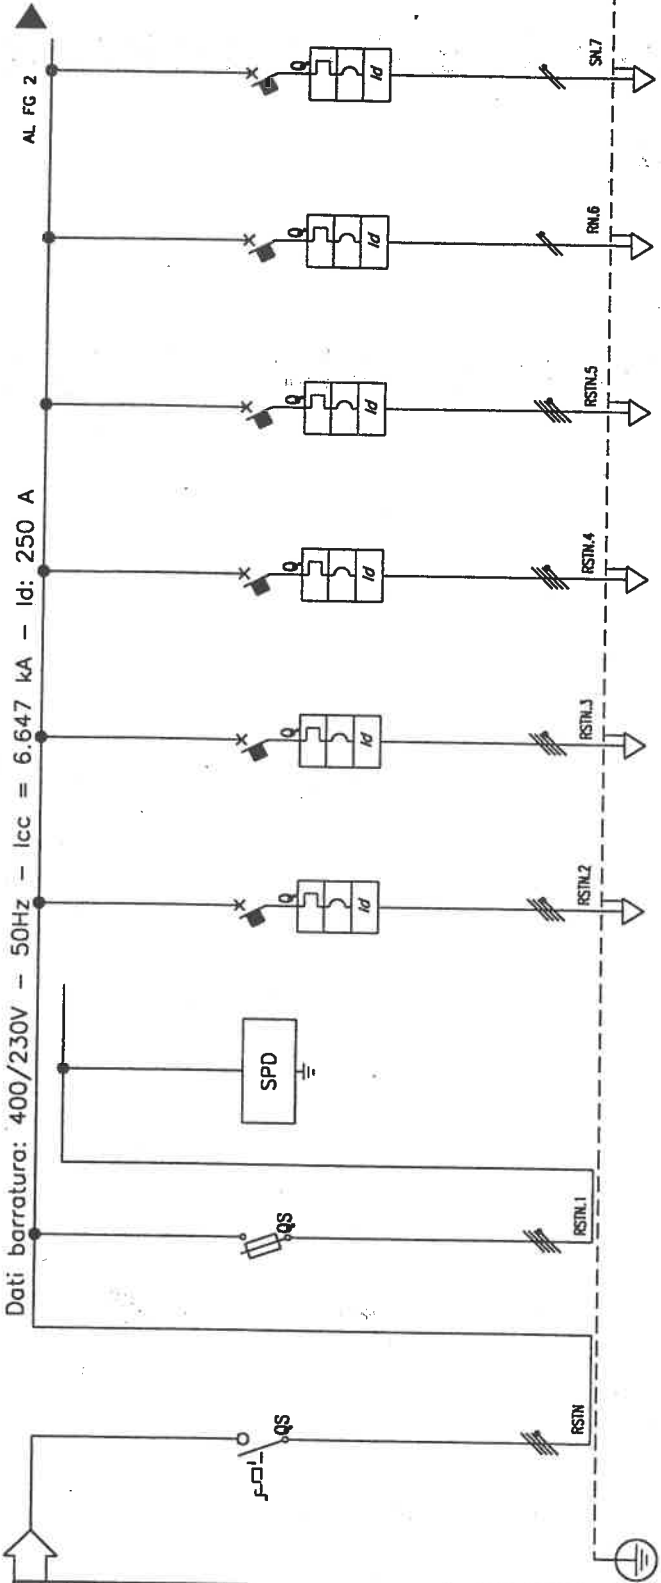 AL FG 2
Dati barratura: 400/230V – 50Hz – Icc = 6.647 kA – Id: 250 A
QS
RSTN
QS
RSTN.1
SPD
Q
Id
RSTN.2
Q
Id
RSTN.3
Q
Id
RSTN.4
Q
Id
RSTN.5
Q
Id
RN.6
Q
Id
SN.7